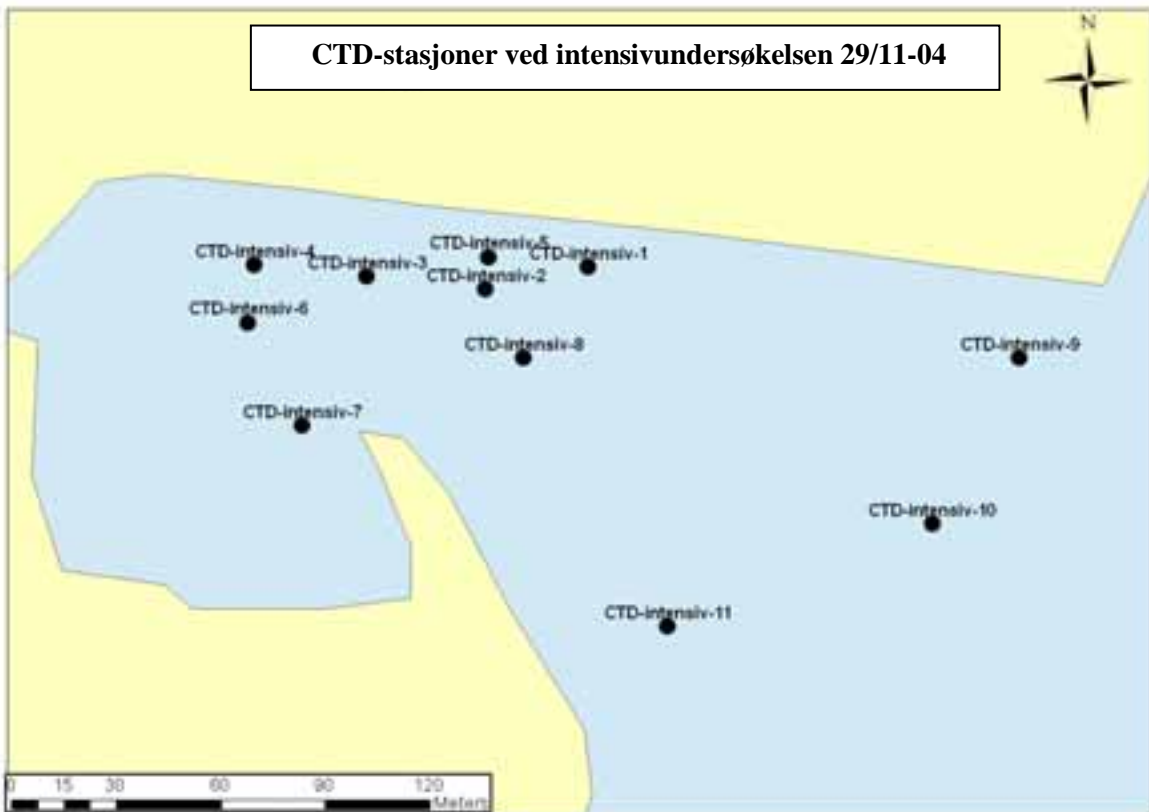 CTD-stasjoner ved intensivundersøkelsen 29/11-04
N
CTD-intensiv-5
CTD-intensiv-4
CTD-intensiv-3
CTD-intensiv-1
CTD-intensiv-2
CTD-intensiv-6
CTD-intensiv-8
CTD-intensiv-9
CTD-intensiv-7
CTD-intensiv-10
CTD-intensiv-11
0 15 30 60 90 120
Meters